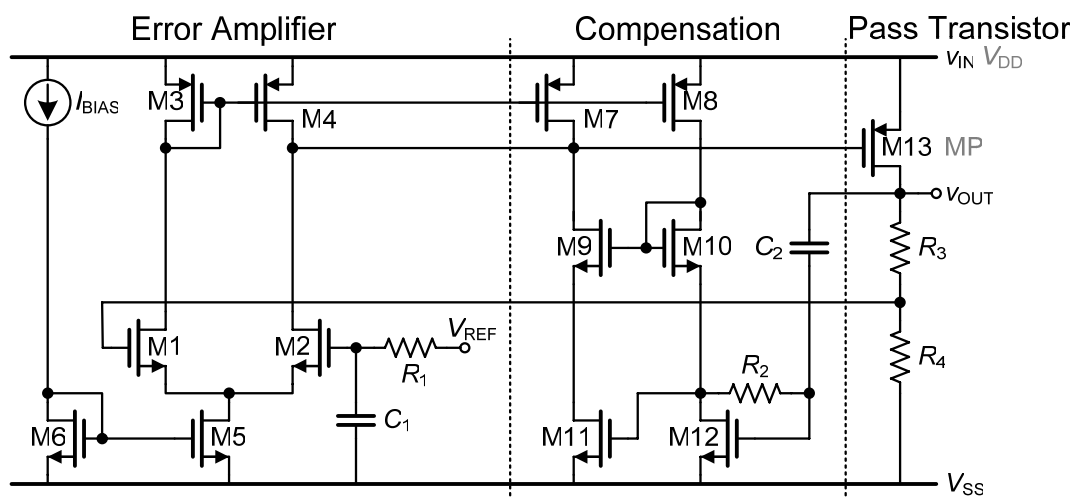 Error Amplifier
Compensation
Pass Transistor
vIN VDD
IBIAS
M3
M4
M7
M8
M13 MP
vOUT
M9
M10
C2
R3
VREF
M1
M2
R1
R2
R4
C1
M6
M5
M11
M12
VSS